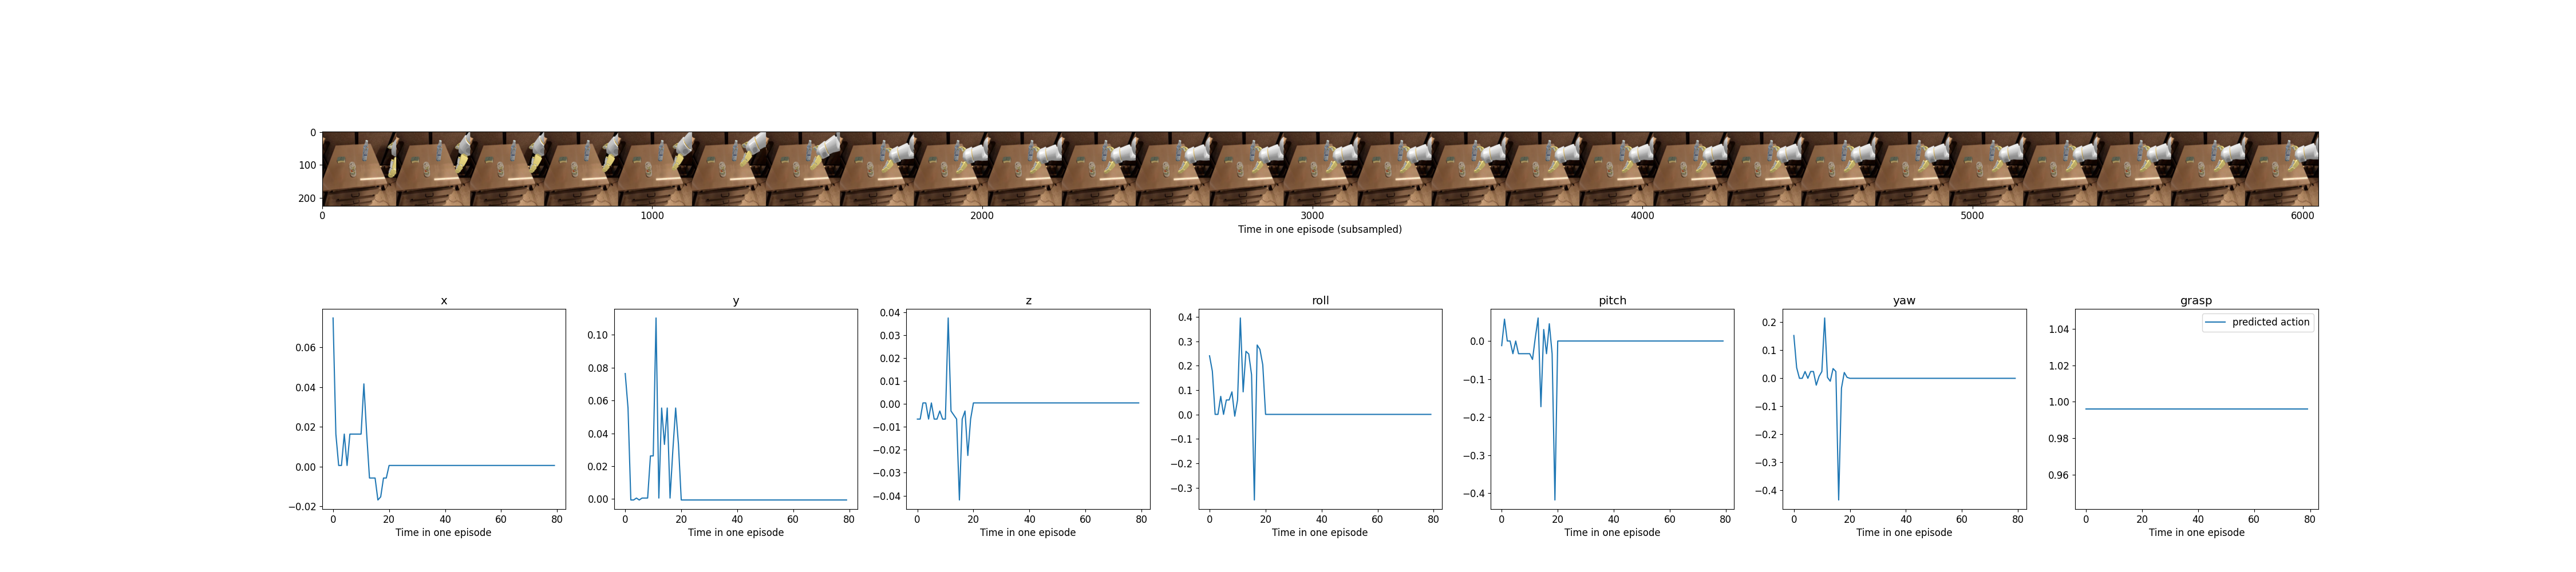 0
100
200
0 1000 2000 3000 4000 5000 6000
Time in one episode (subsampled)
x
0.06
0.04
0.02
0.00
−0.02
0 20 40 60 80
Time in one episode
y
0.10
0.08
0.06
0.04
0.02
0.00
0 20 40 60 80
Time in one episode
z
0.04
0.03
0.02
0.01
0.00
−0.01
−0.02
−0.03
−0.04
0 20 40 60 80
Time in one episode
roll
0.4
0.3
0.2
0.1
0.0
−0.1
−0.2
−0.3
0 20 40 60 80
Time in one episode
pitch
0.0
−0.1
−0.2
−0.3
−0.4
0 20 40 60 80
Time in one episode
yaw
0.2
0.1
0.0
−0.1
−0.2
−0.3
−0.4
0 20 40 60 80
Time in one episode
grasp
predicted action
1.04
1.02
1.00
0.98
0.96
0 20 40 60 80
Time in one episode